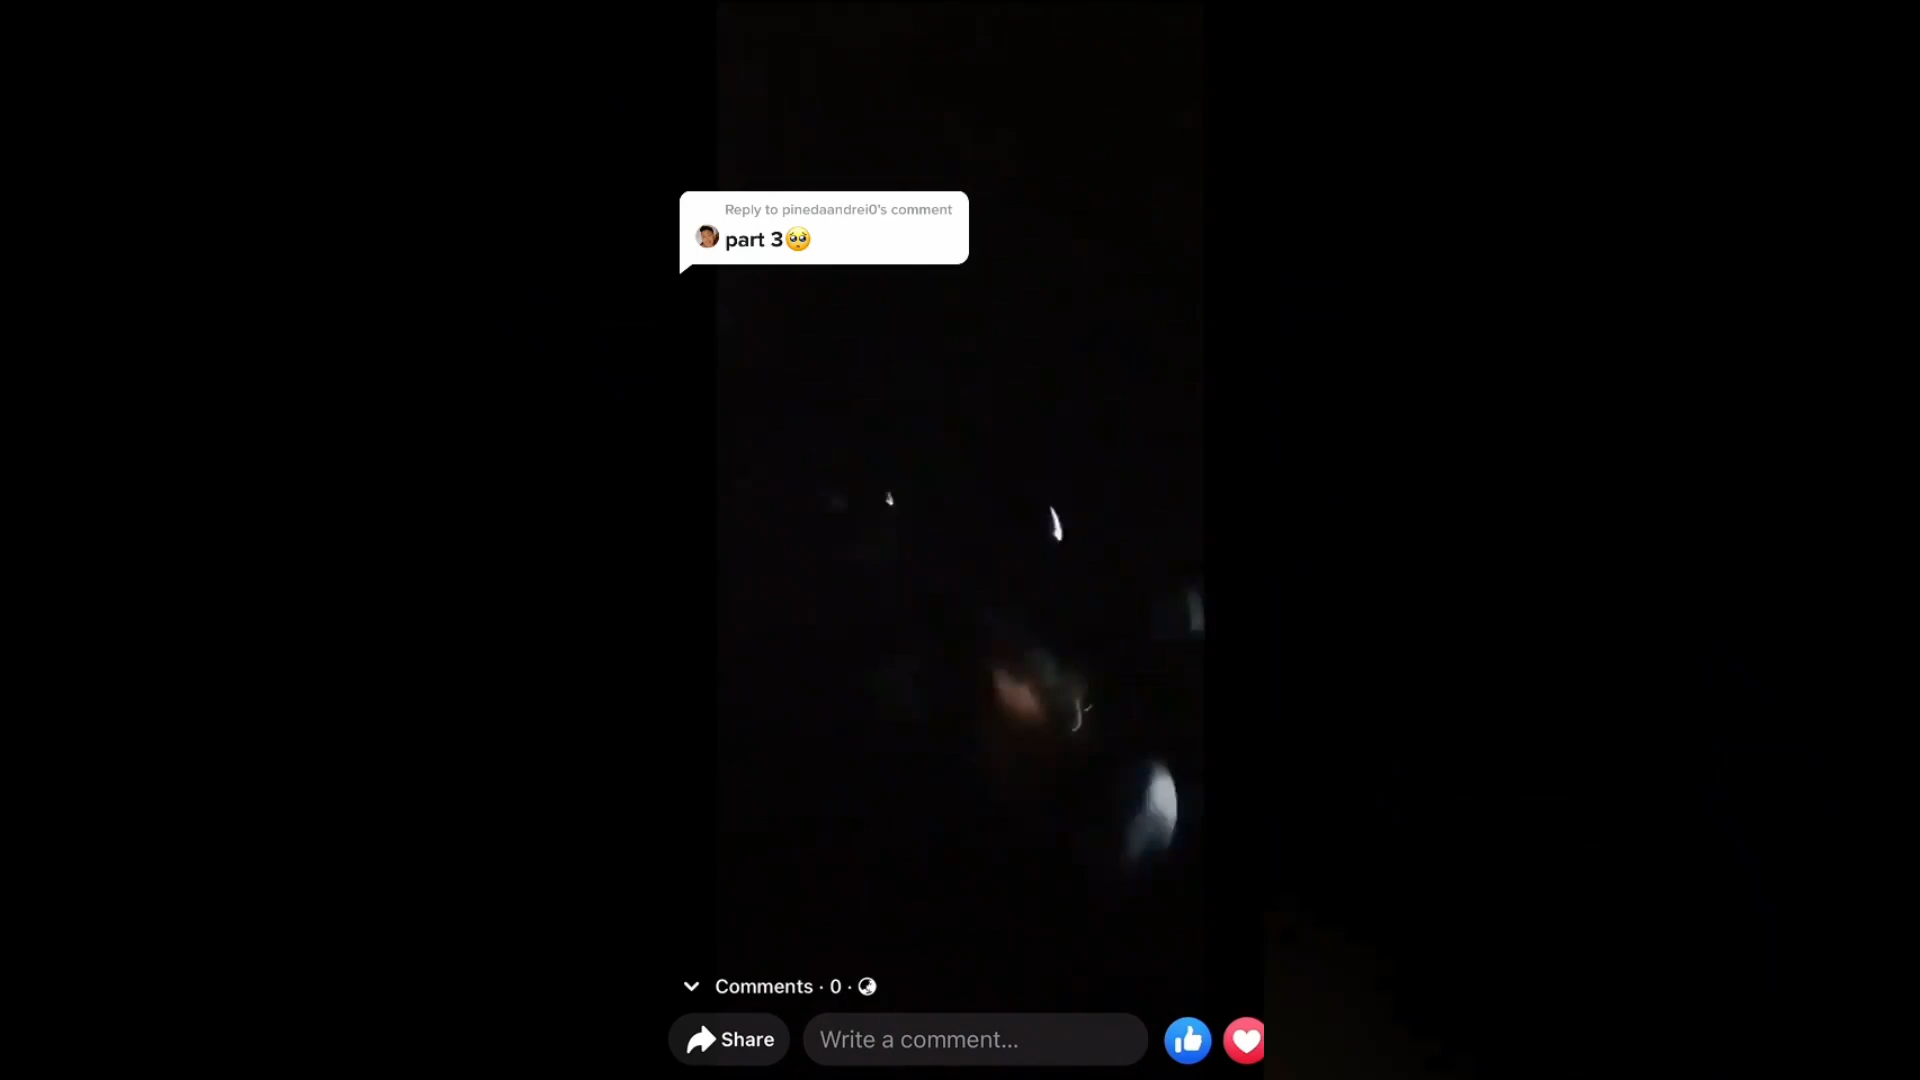 Reply to pinedaandrei0's comment
part 3🥺
Comments · 0 ·
Share
Write a comment...